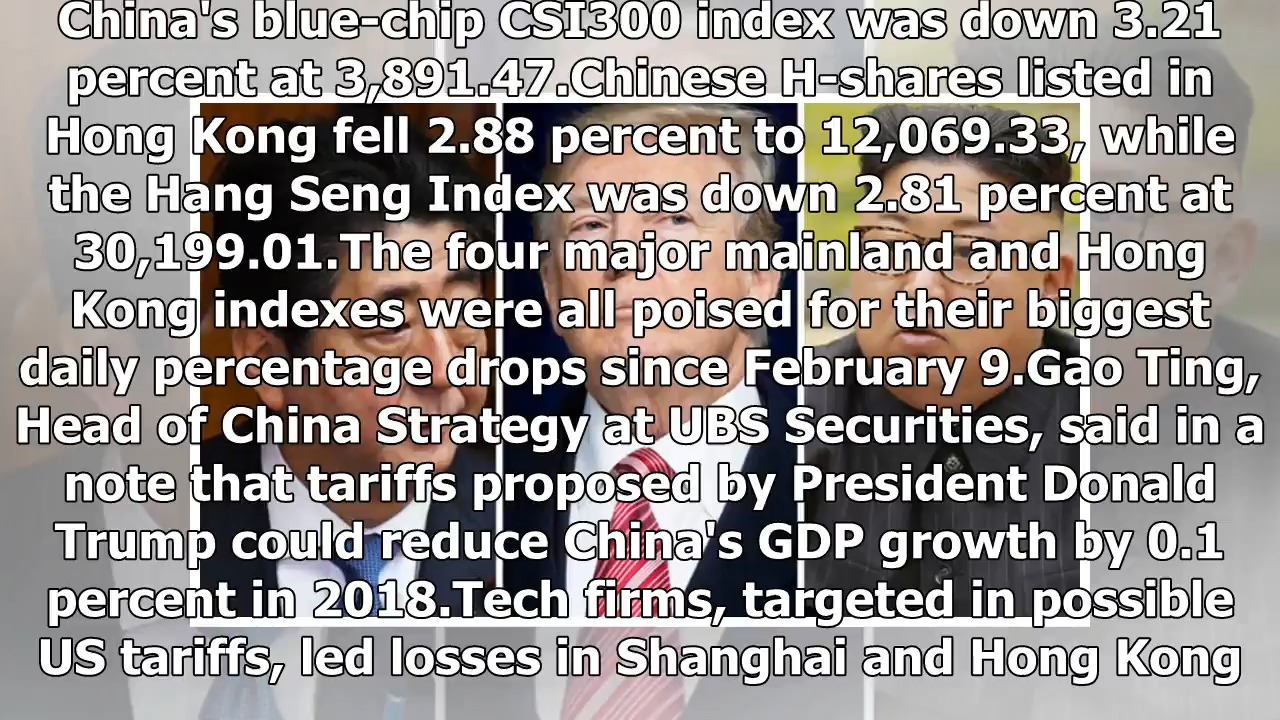 China's blue-chip CSI300 index was down 3.21
percent at 3,891.47.Chinese H-shares listed in
Hong Kong fell 2.88 percent to 12,069.33, while
the Hang Seng Index was down 2.81 percent at
30,199.01.The four major mainland and Hong
Kong indexes were all poised for their biggest
daily percentage drops since February 9.Gao Ting,
Head of China Strategy at UBS Securities, said in a
note that tariffs proposed by President Donald
Trump could reduce China's GDP growth by 0.1
percent in 2018.Tech firms, targeted in possible
US tariffs, led losses in Shanghai and Hong Kong